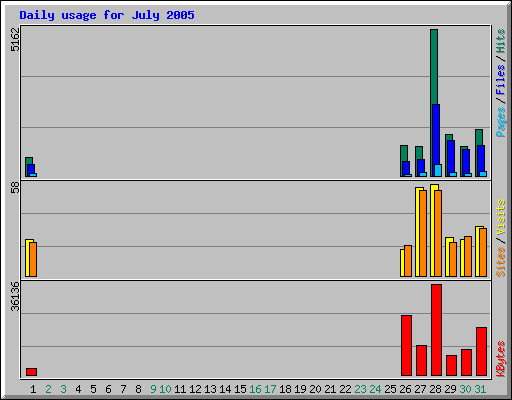 Daily usage for July 2005
5162
Pages / Files / Hits
58
Sites / Visits
36136
KBytes
1 2 3 4 5 6 7 8 9 10 11 12 13 14 15 16 17 18 19 20 21 22 23 24 25 26 27 28 29 30 31